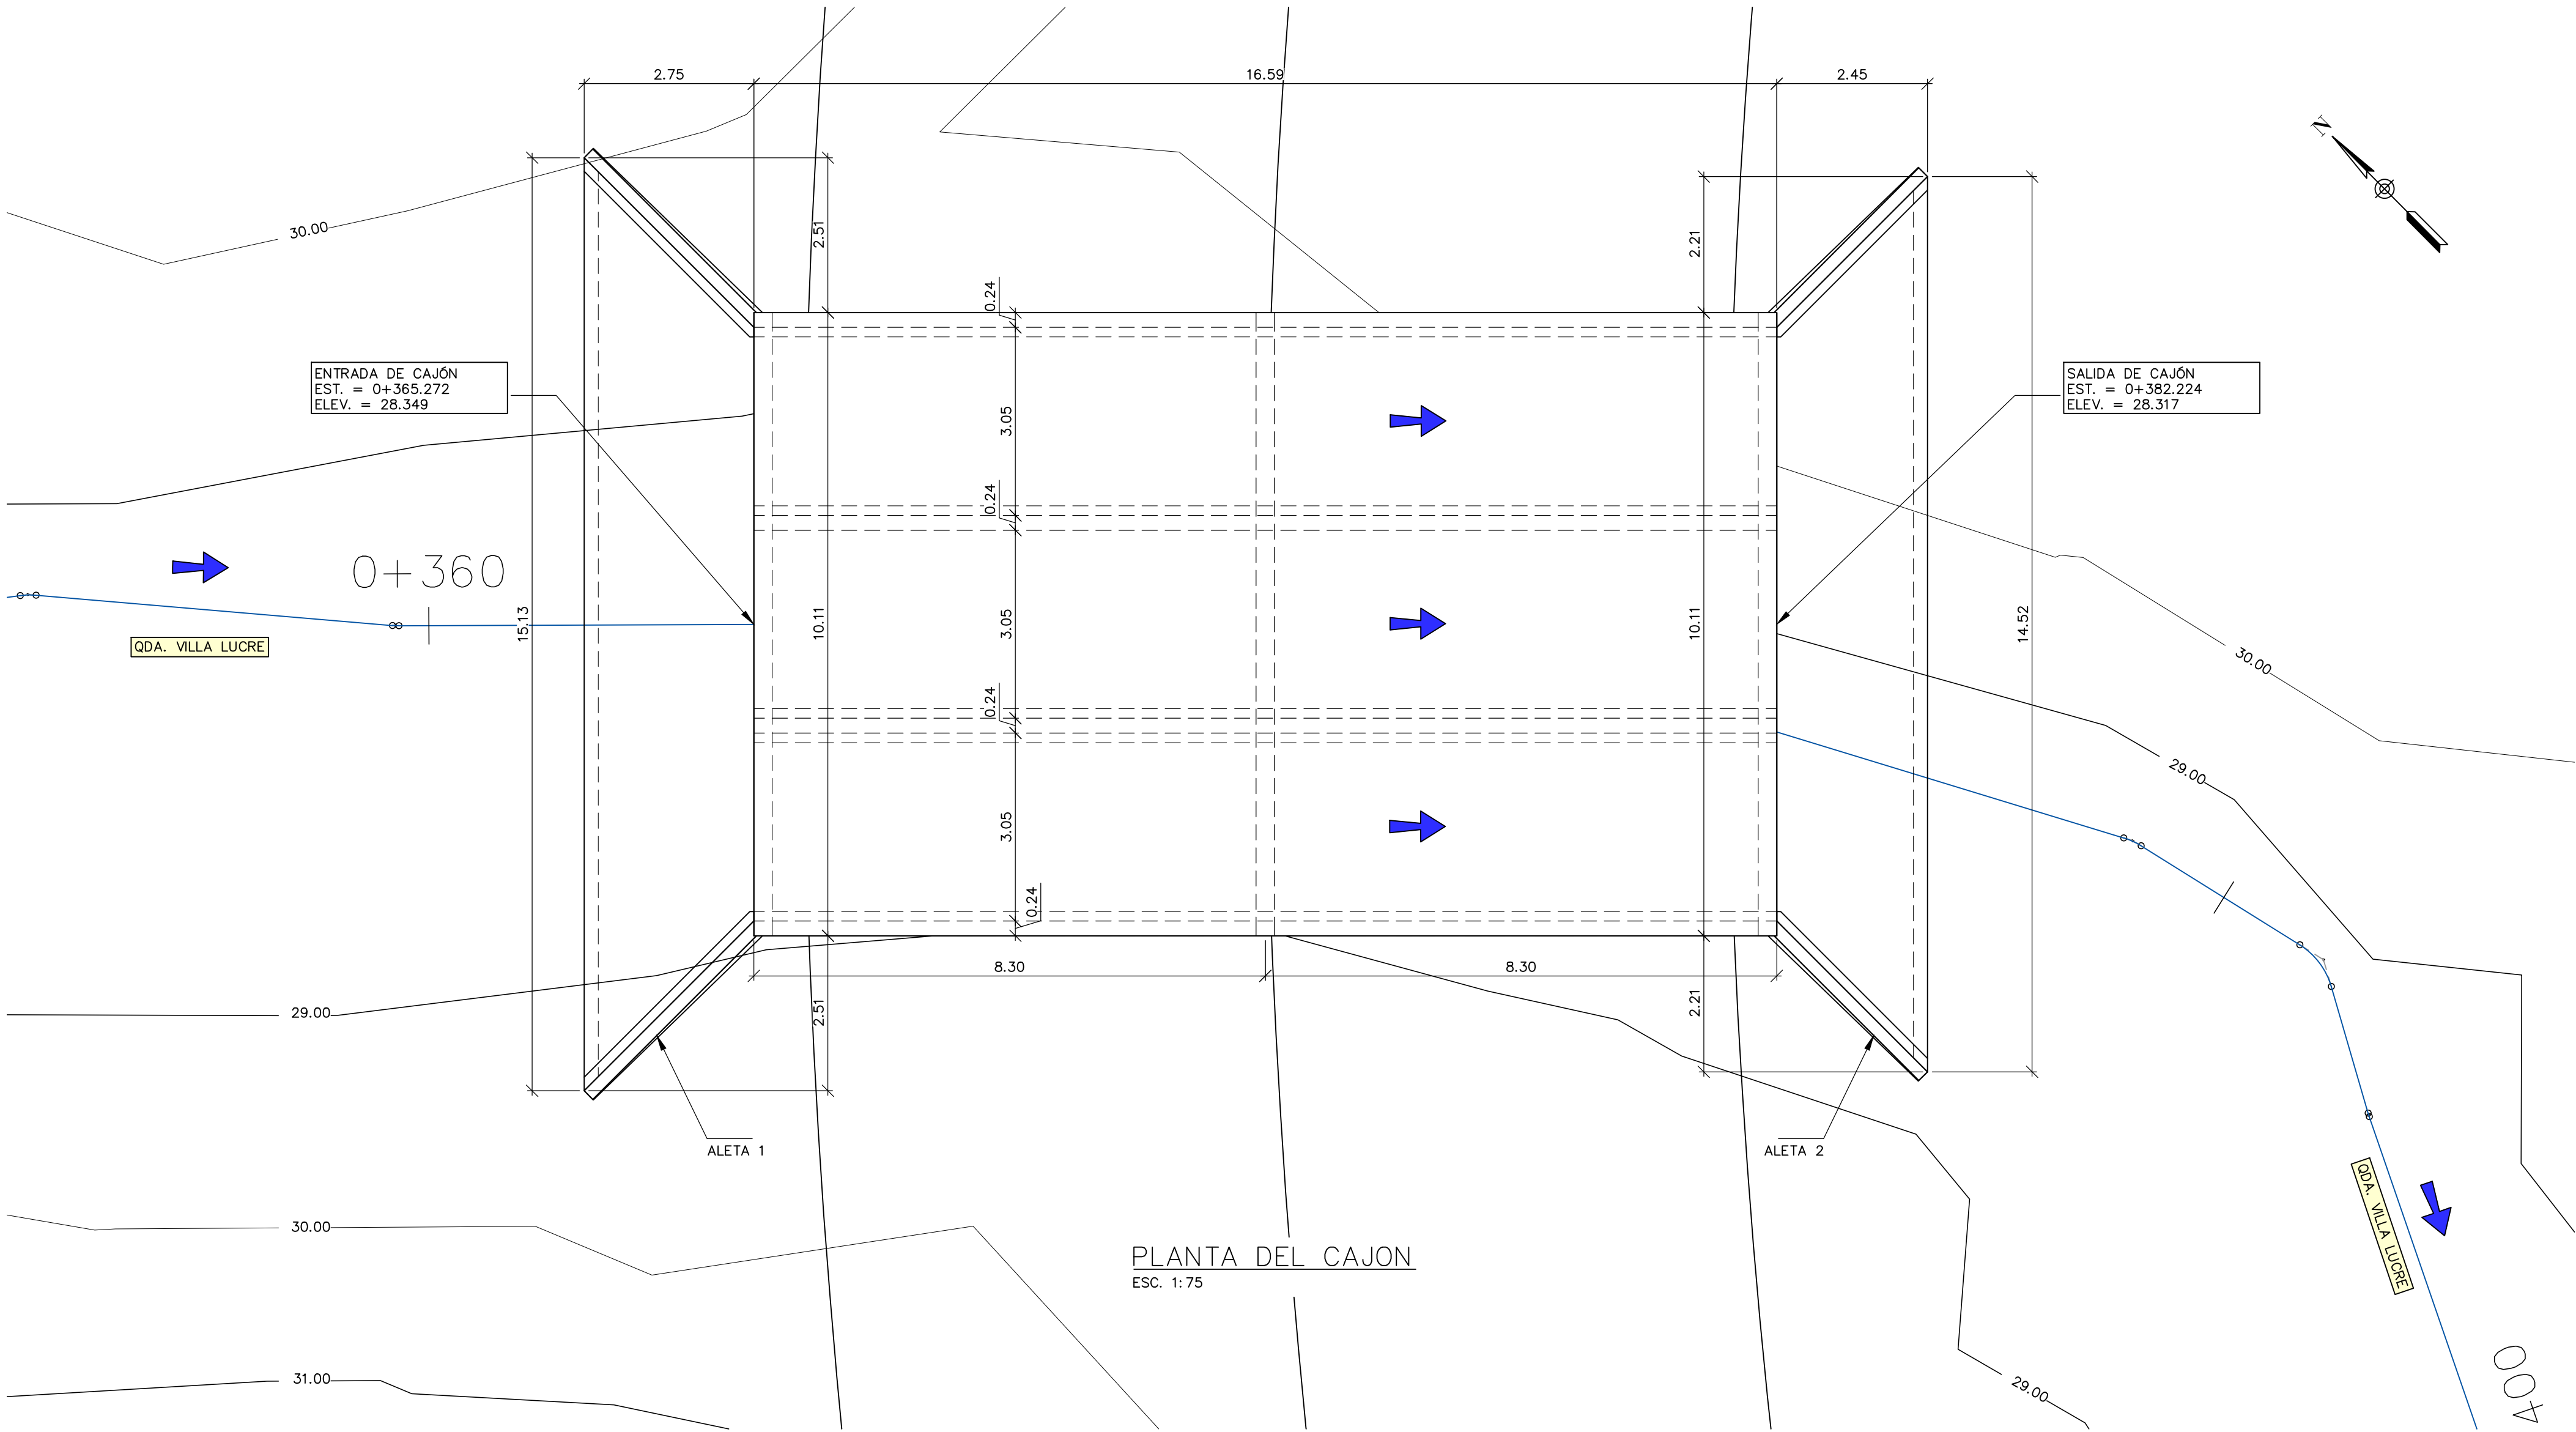 2.75
16.59
2.45
N
30.00
2.51
2.21
0.24
ENTRADA DE CAJÓN
EST. = 0+365.272
ELEV. = 28.349
SALIDA DE CAJÓN
EST. = 0+382.224
ELEV. = 28.317
3.05
0.24
0+360
QDA. VILLA LUCRE
15.13
10.11
3.05
10.11
14.52
30.00
0.24
29.00
3.05
0.24
8.30
8.30
29.00
2.51
2.21
ALETA 1
ALETA 2
QDA. VILLA LUCRE
30.00
PLANTA DEL CAJON
ESC. 1:75
31.00
29.00
400